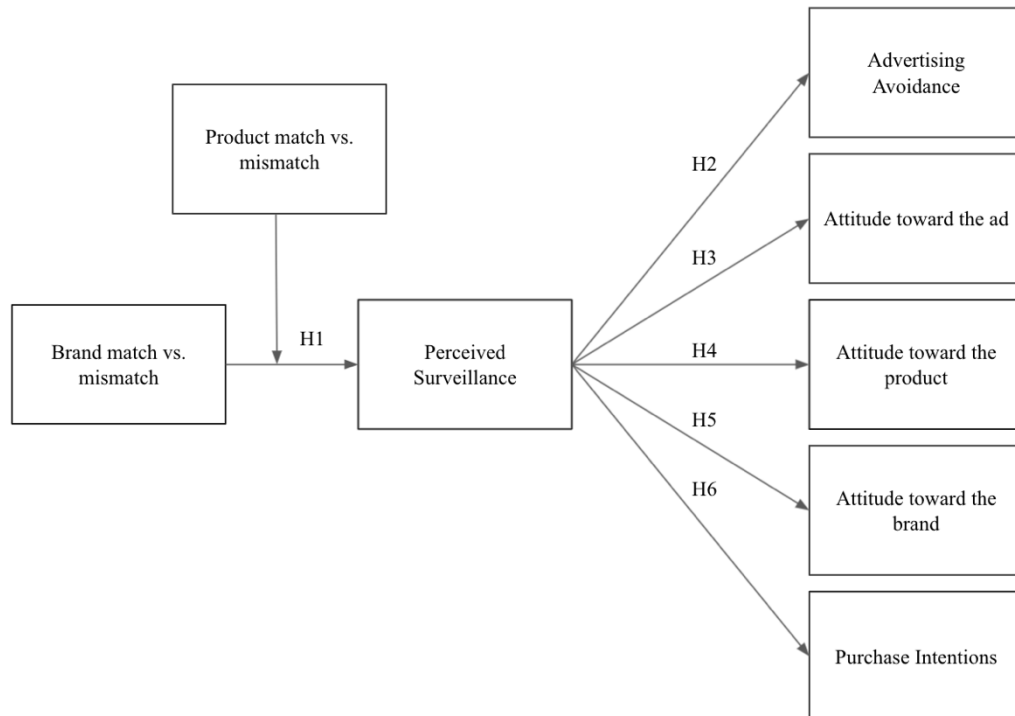 Advertising
Avoidance
Product match vs.
mismatch
H2
Attitude toward the ad
H3
H1
Brand match vs.
mismatch
Perceived
Surveillance
H4
Attitude toward the
product
H5
H6
Attitude toward the
brand
Purchase Intentions